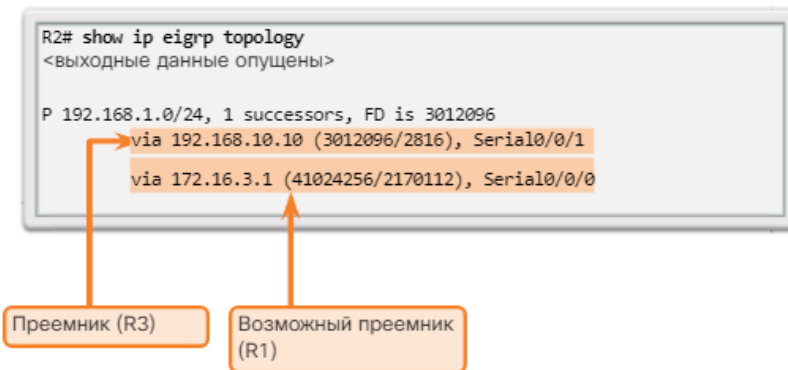 R2# show ip eigrp topology
<выходные данные опущены>
P 192.168.1.0/24, 1 successors, FD is 3012096
via 192.168.10.10 (3012096/2816), Serial0/0/1
via 172.16.3.1 (41024256/2170112), Serial0/0/0
Преемник (R3)
Возможный преемник
(R1)